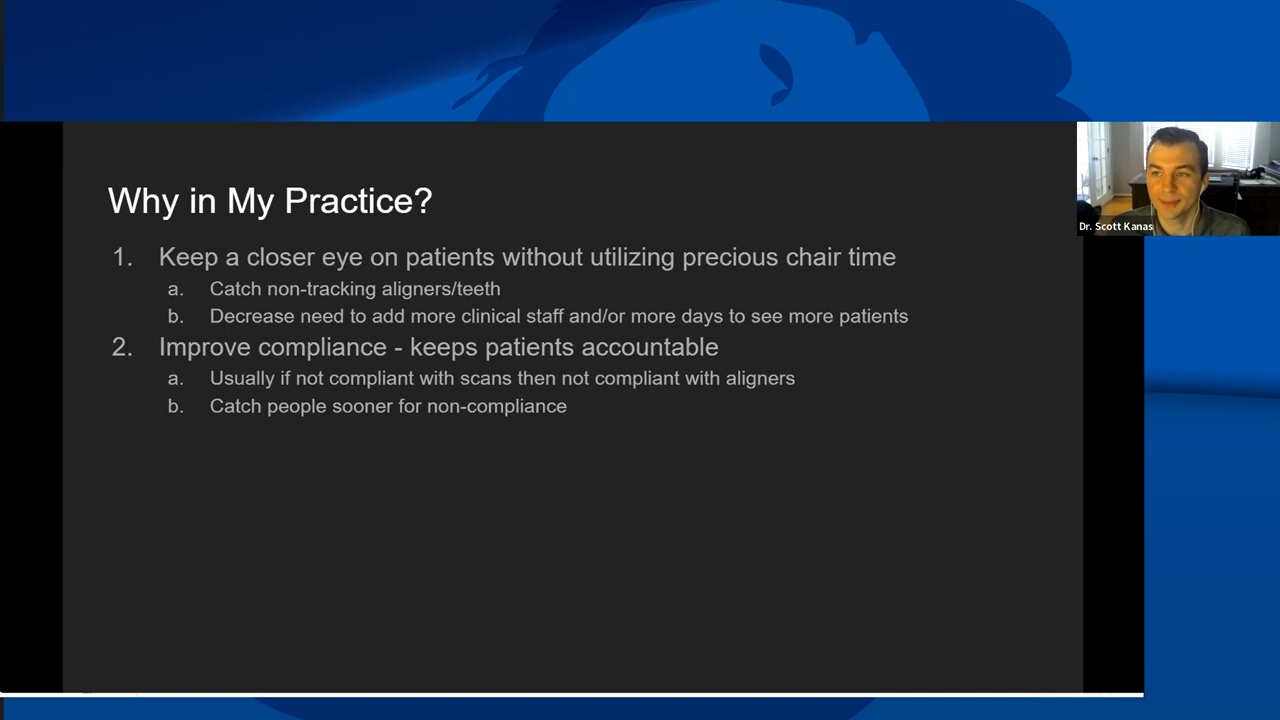 Why in My Practice?
1. Keep a closer eye on patients without utilizing precious chair time
a. Catch non-tracking aligners/teeth
b. Decrease need to add more clinical staff and/or more days to see more patients
2. Improve compliance - keeps patients accountable
a. Usually if not compliant with scans then not compliant with aligners
b. Catch people sooner for non-compliance
Dr. Scott Kanas